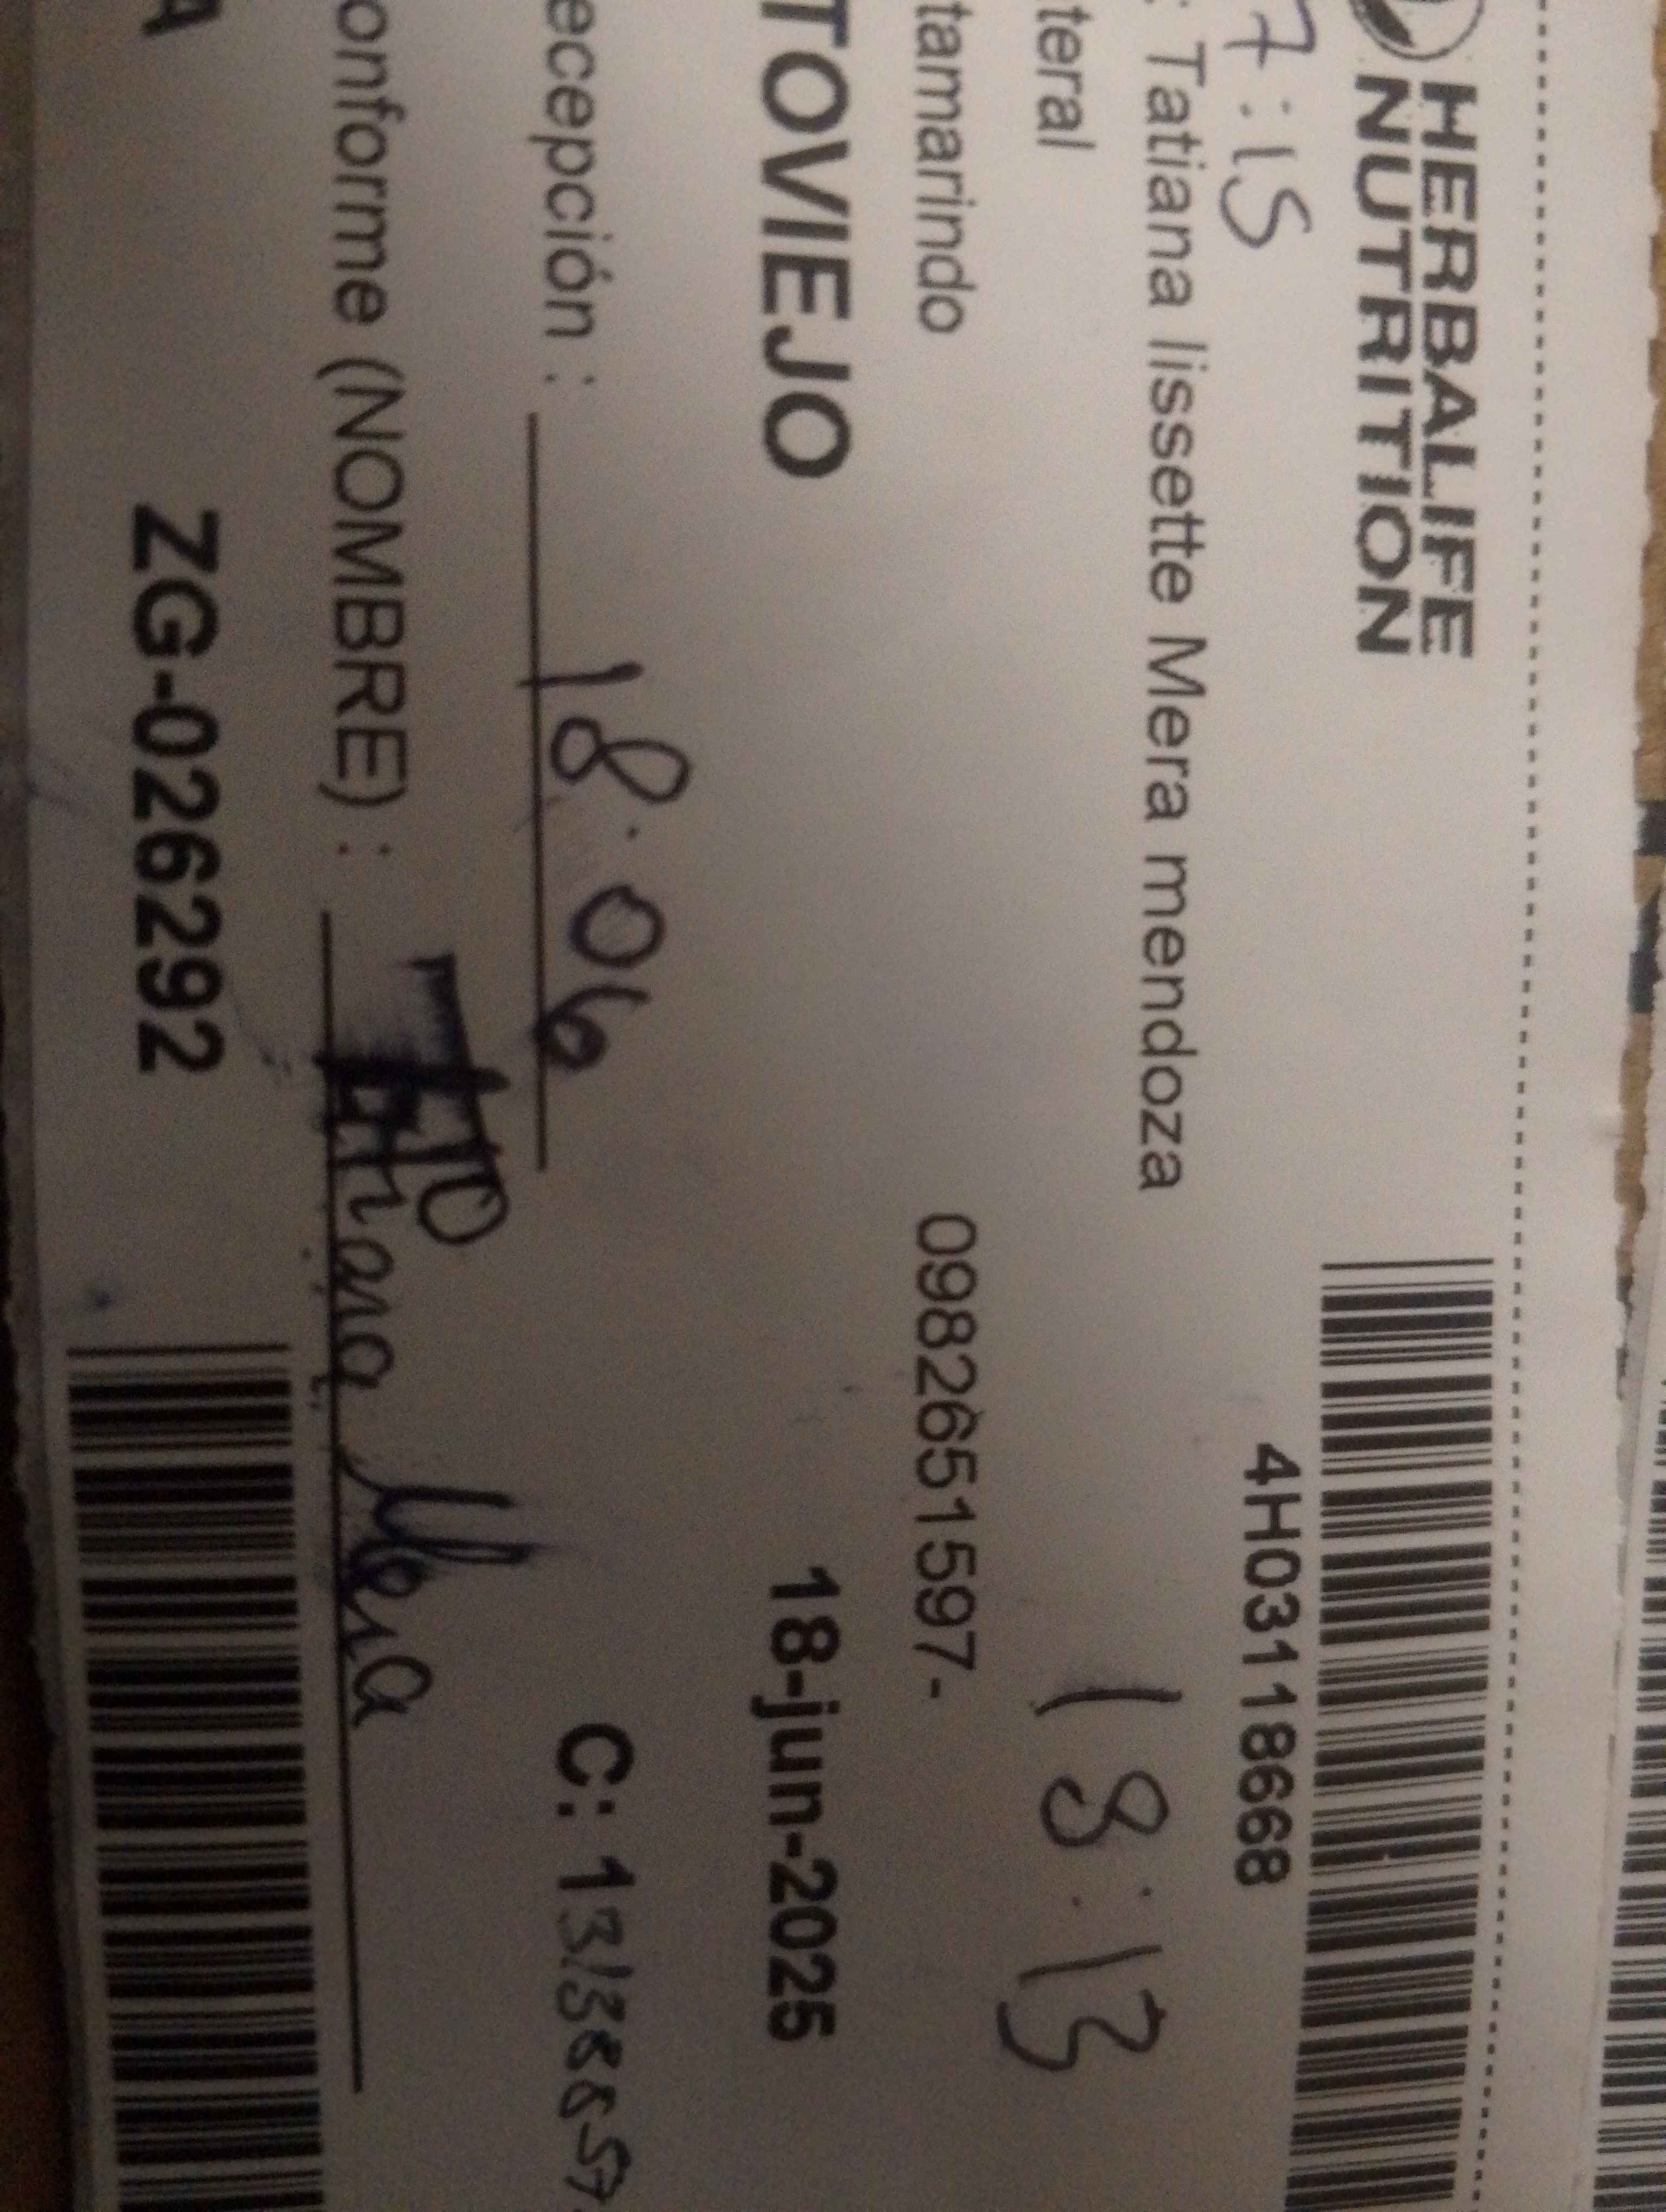 HERBALIFE
NUTRITION
7:15
4H03118668
: Tatiana lissette Mera mendoza
teral
18:13
tamarindo
0982651597-
TOVIEJO
18-jun-2025
ecepción :
18.06
C:
onforme (NOMBRE) :
Mera
A
ZG-026292